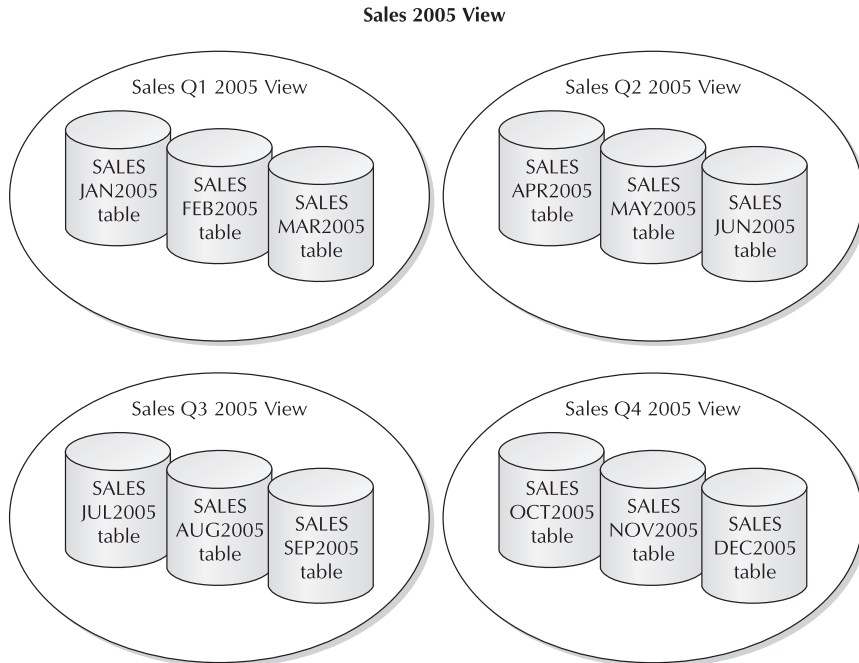 Sales 2005 View
Sales Q1 2005 View
SALES
JAN2005
table
SALES
FEB2005
table
SALES
MAR2005
table
Sales Q2 2005 View
SALES
APR2005
table
SALES
MAY2005
table
SALES
JUN2005
table
Sales Q3 2005 View
SALES
JUL2005
table
SALES
AUG2005
table
SALES
SEP2005
table
Sales Q4 2005 View
SALES
OCT2005
table
SALES
NOV2005
table
SALES
DEC2005
table